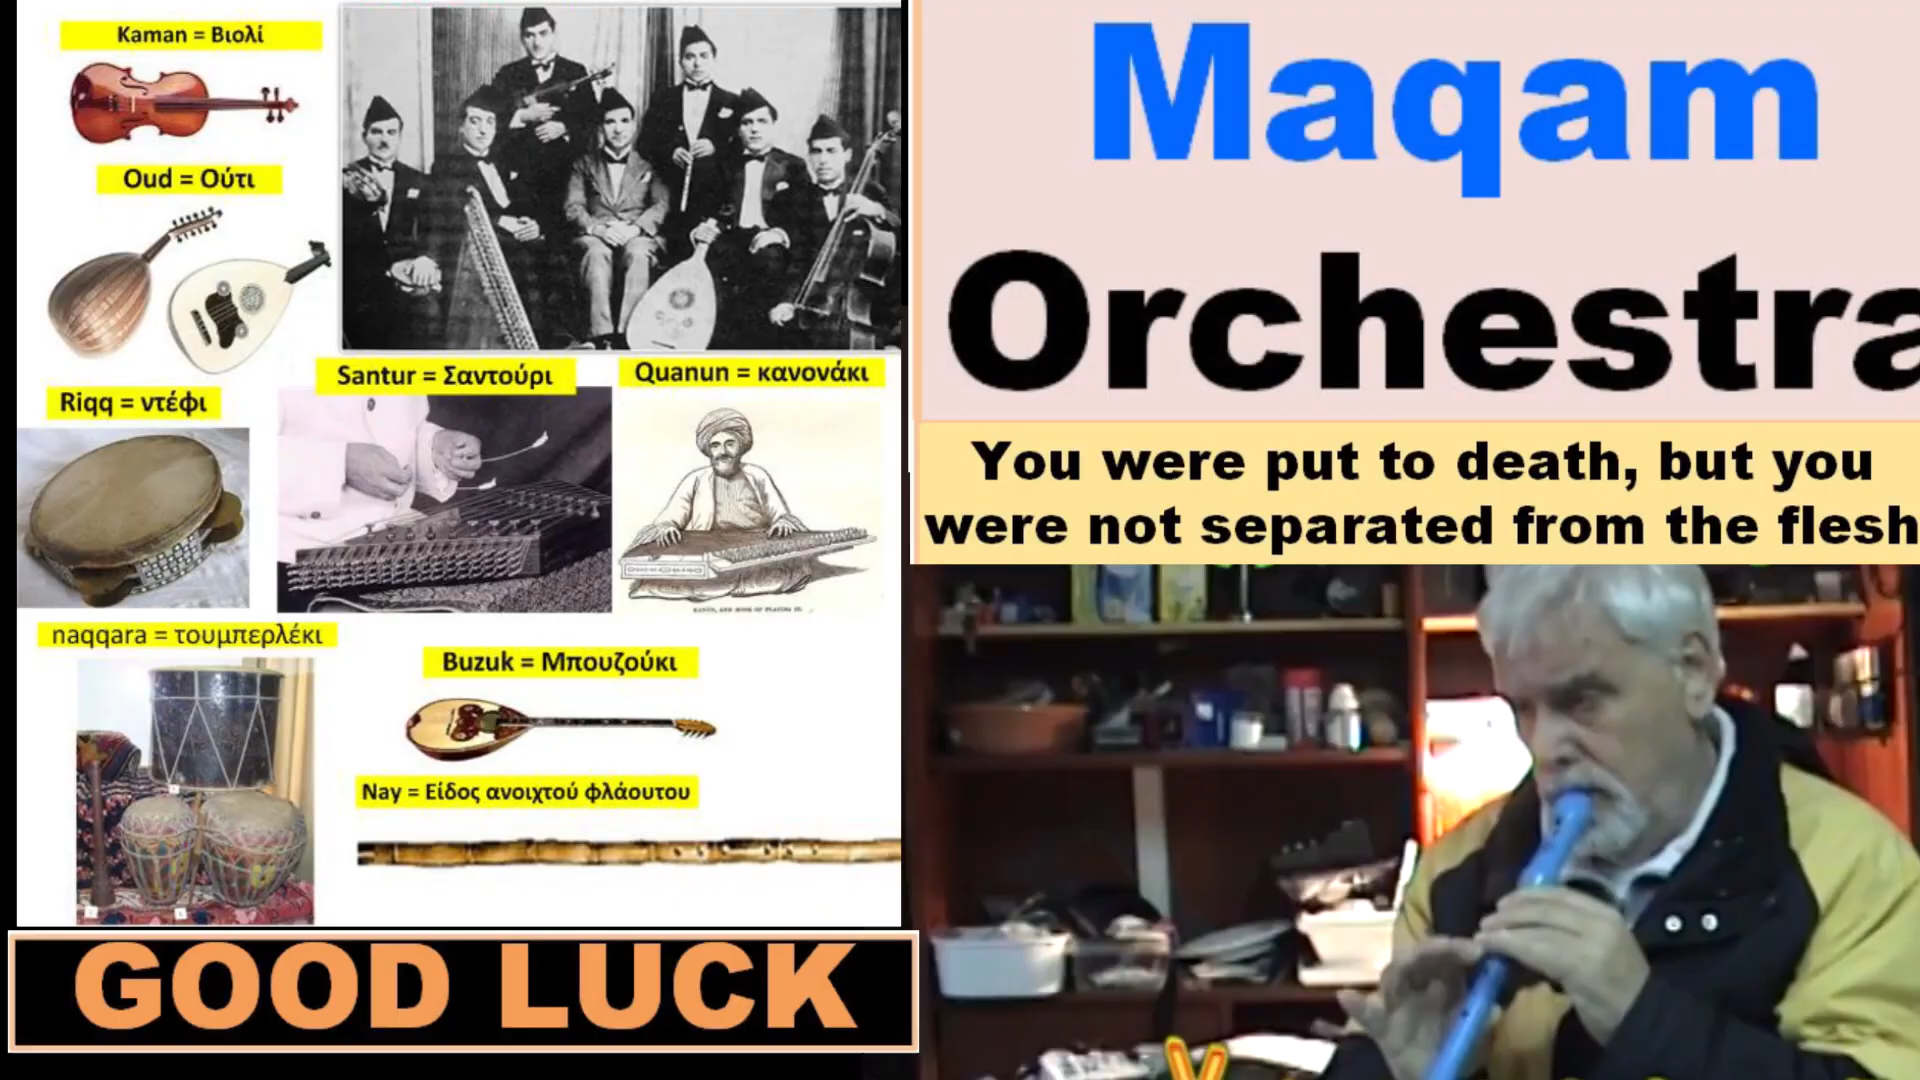 Kaman = Βιολί
Oud = Ούτι
Riqq = ντέφι
Santur = Σαντούρι
Quanun = κανονάκι
naqqara = τουμπερλέκι
Buzuk = Μπουζούκι
Nay = Είδος ανοιχτού φλάουτου
GOOD LUCK
Maqam
Orchestra
You were put to death, but you
were not separated from the flesh